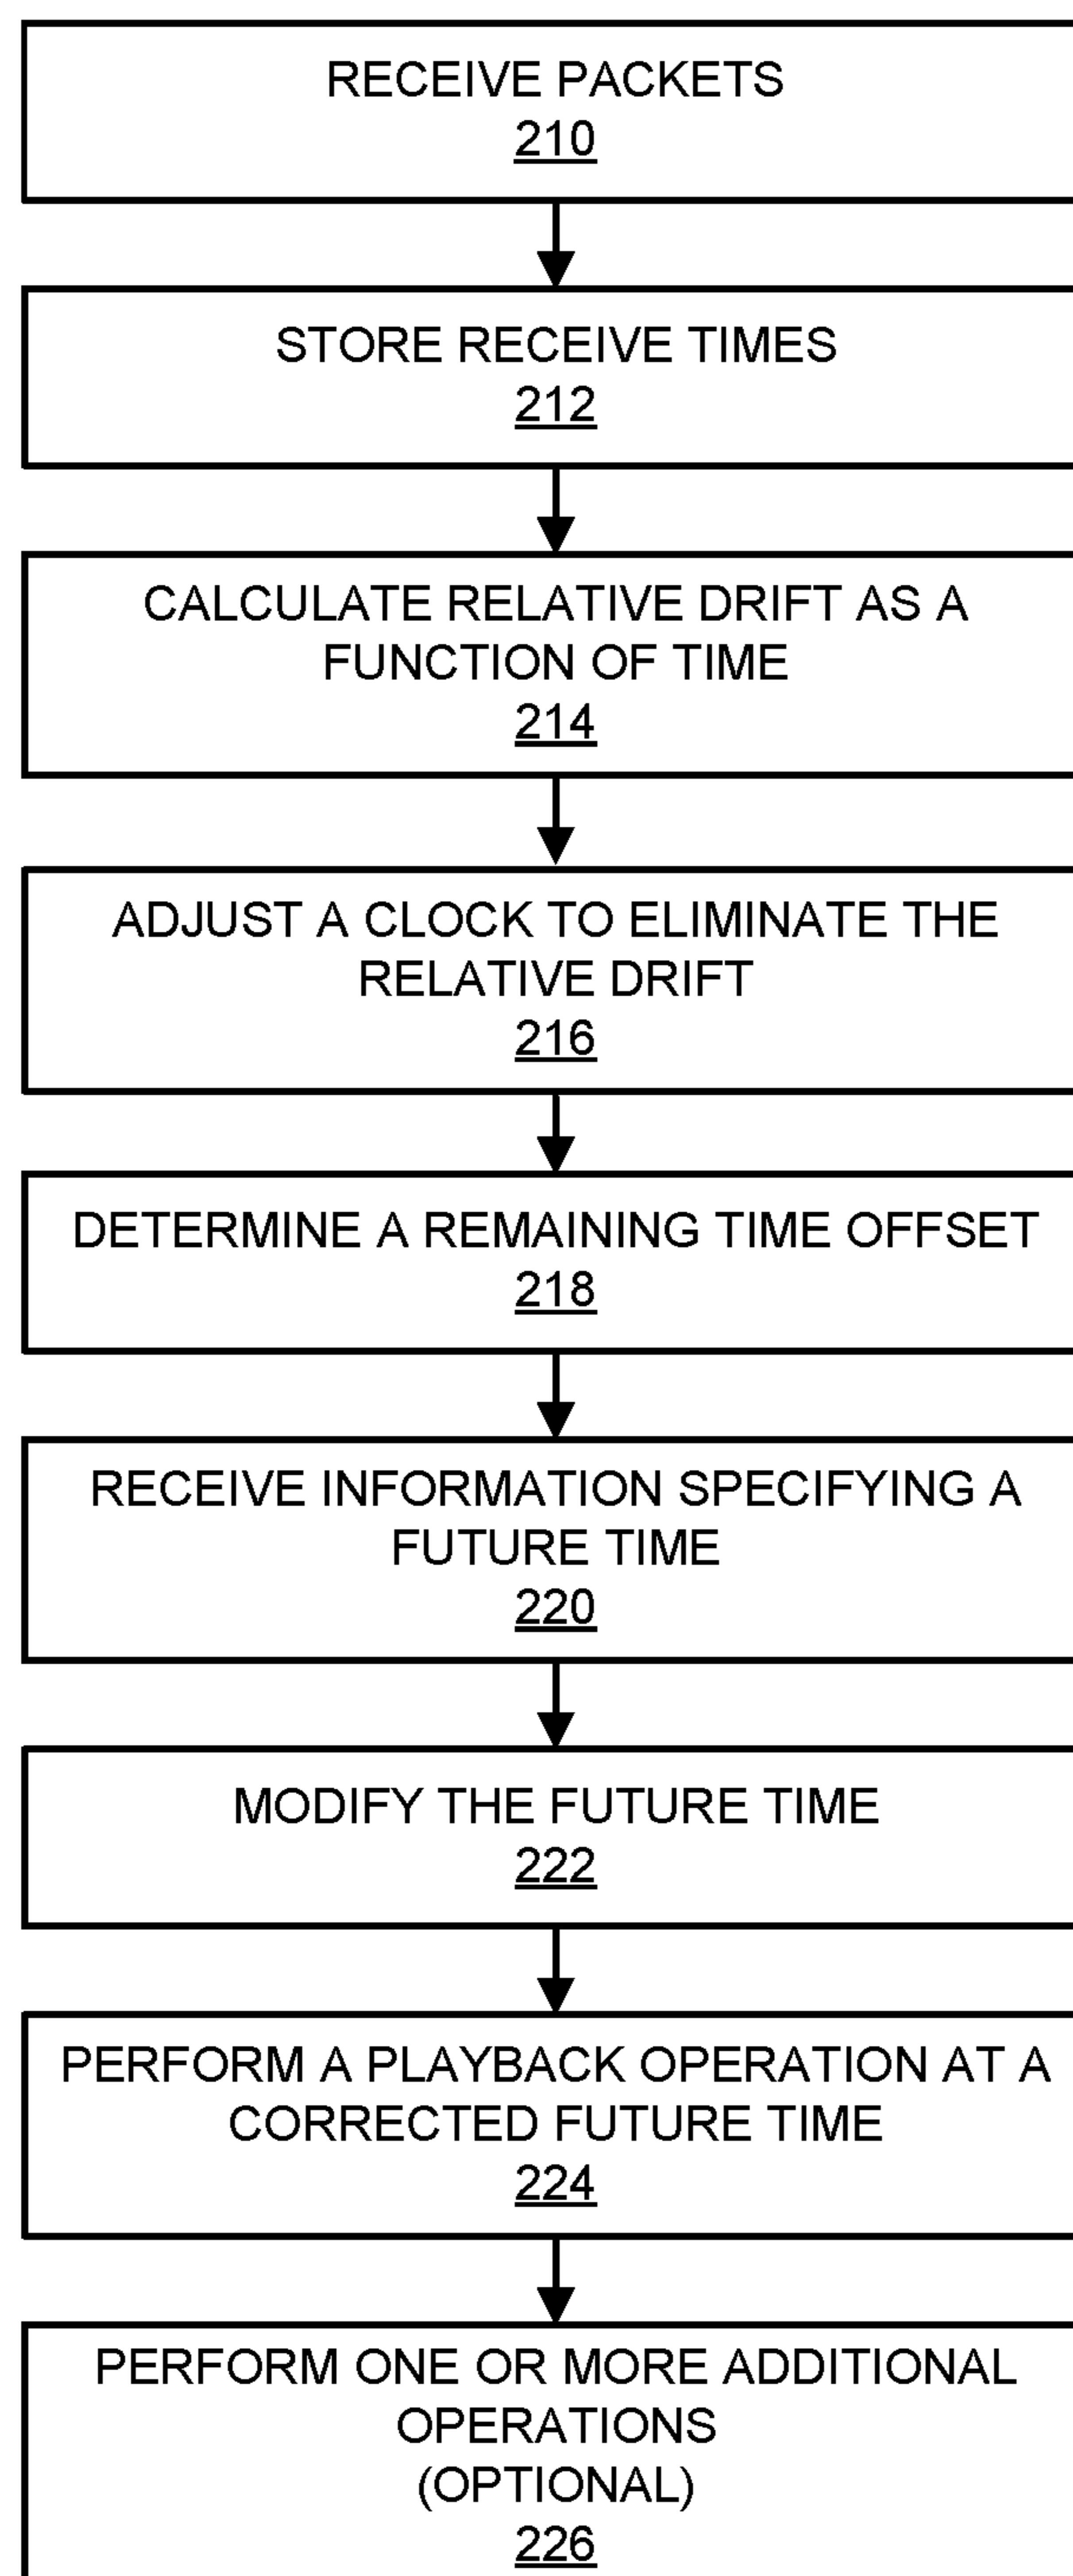 RECEIVE PACKETS
210
STORE RECEIVE TIMES
212
CALCULATE RELATIVE DRIFT AS A
FUNCTION OF TIME
214
ADJUST A CLOCK TO ELIMINATE THE
RELATIVE DRIFT
216
DETERMINE A REMAINING TIME OFFSET
218
RECEIVE INFORMATION SPECIFYING A
FUTURE TIME
220
MODIFY THE FUTURE TIME
222
PERFORM A PLAYBACK OPERATION AT A
CORRECTED FUTURE TIME
224
PERFORM ONE OR MORE ADDITIONAL
OPERATIONS
(OPTIONAL)
226